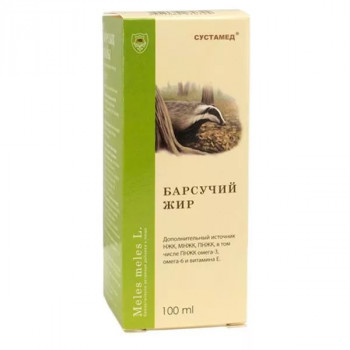 СУСТАМЕД®
БАРСУЧИЙ
ЖИР
Дополнительный источник
НЖК, МНЖК, ПНЖК, в том
числе ПНЖК омега-3,
омега-6 и витамина Е.
100 ml
Meles meles L.